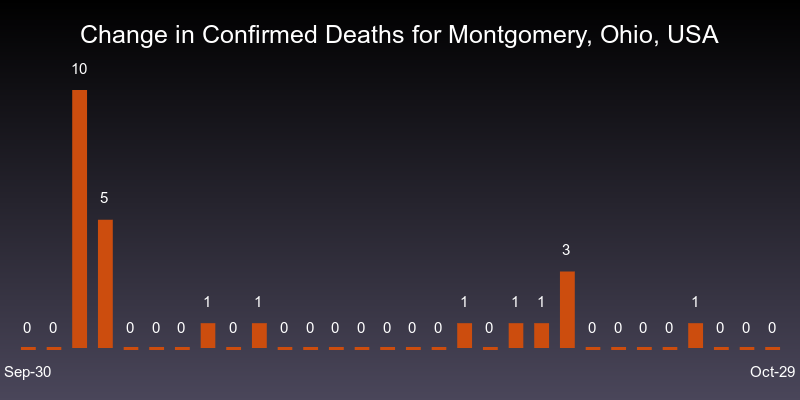 Change in Confirmed Deaths for Montgomery, Ohio, USA
10
5
3
1 1 1 1 1 1
0 0 0 0 0 0 0 0 0 0 0 0 0 0 0 0 0 0 0 0 0
Sep-30 Oct-29